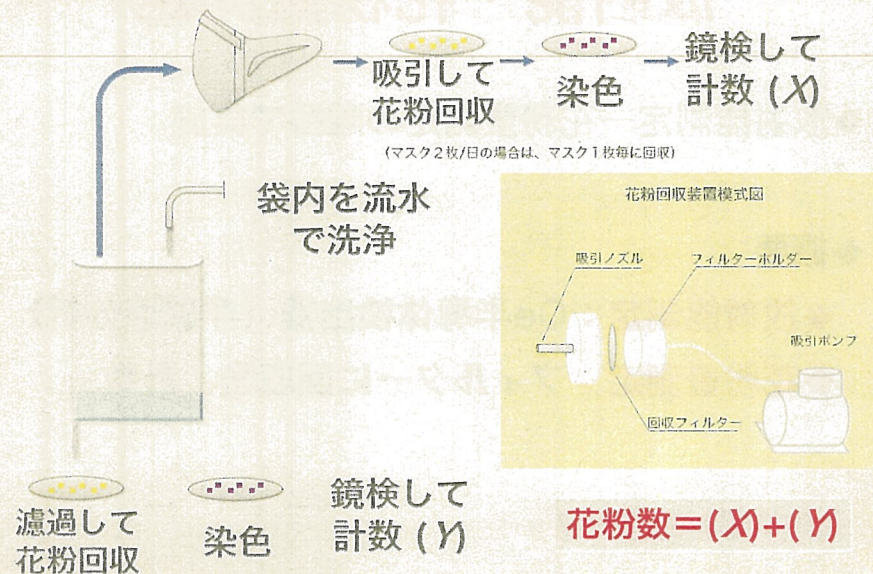 吸引して
花粉回収
染色
鏡検して
計数 (X)
(マスク2枚/日の場合は、マスク1枚毎に回収)
袋内を流水
で洗浄
花粉回収装置模式図
吸引ノズル
フィルターホルダー
吸引ポンプ
回収フィルター
濾過して
花粉回収
染色
鏡検して
計数 (Y)
花粉数=(X)+(Y)